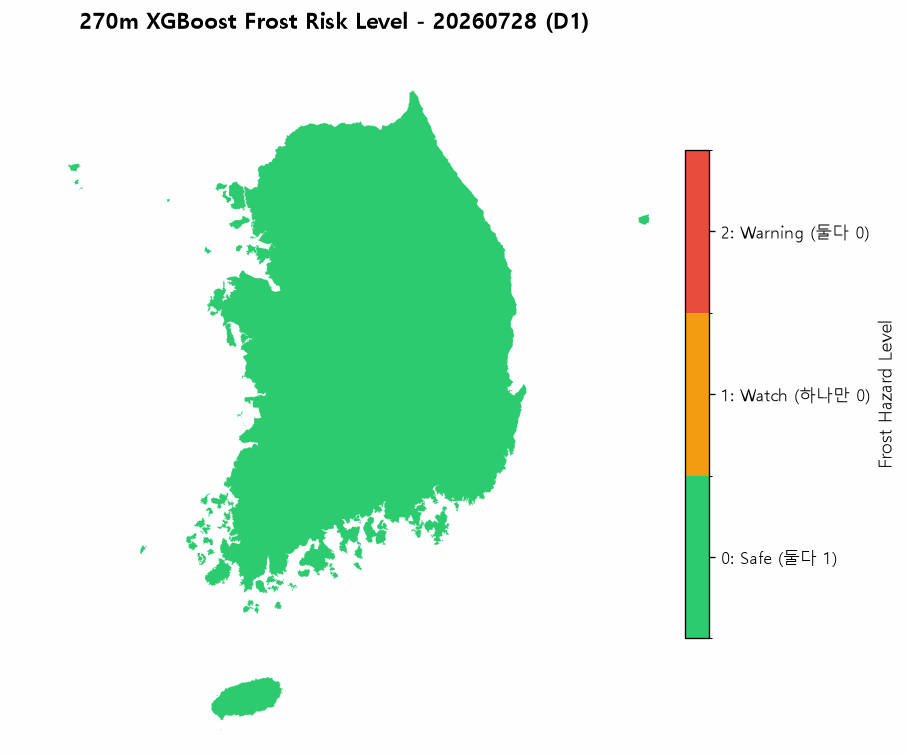 270m XGBoost Frost Risk Level - 20260728 (D1)
2: Warning (둘다 0)
1: Watch (하나만 0)
0: Safe (둘다 1)
Frost Hazard Level